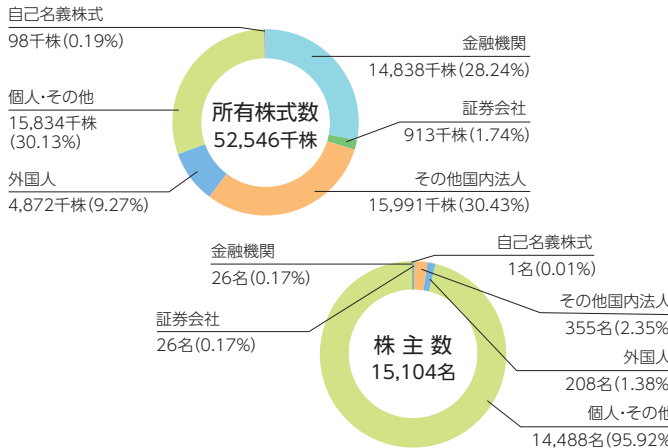 自己名義株式
98千株(0.19%)
金融機関
14,838千株(28.24%)
個人・その他
15,834千株
(30.13%)
所有株式数
52,546千株
証券会社
913千株(1.74%)
外国人
4,872千株(9.27%)
その他国内法人
15,991千株(30.43%)
金融機関
26名(0.17%)
自己名義株式
1名(0.01%)
証券会社
26名(0.17%)
その他国内法人
355名(2.35%
株主数
15,104名
外国人
208名(1.38%
個人・その他
14,488名(95.92%